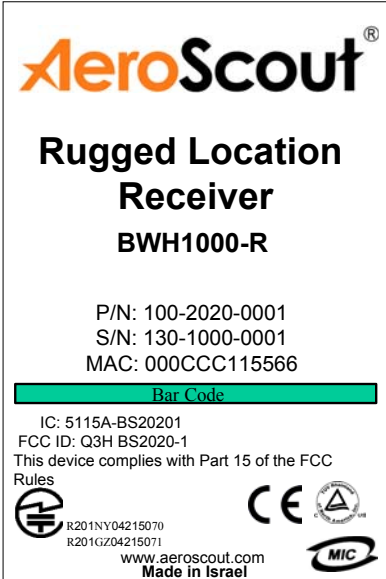 AeroScout®
Rugged Location
Receiver
BWH1000-R
P/N: 100-2020-0001
S/N: 130-1000-0001
MAC: 000CCC115566
Bar Code
IC: 5115A-BS20201
FCC ID: Q3H BS2020-1
This device complies with Part 15 of the FCC
Rules
R201NY04215070
R201GZ04215071
CE
C US
www.aeroscout.com
MIC
Made in Israel